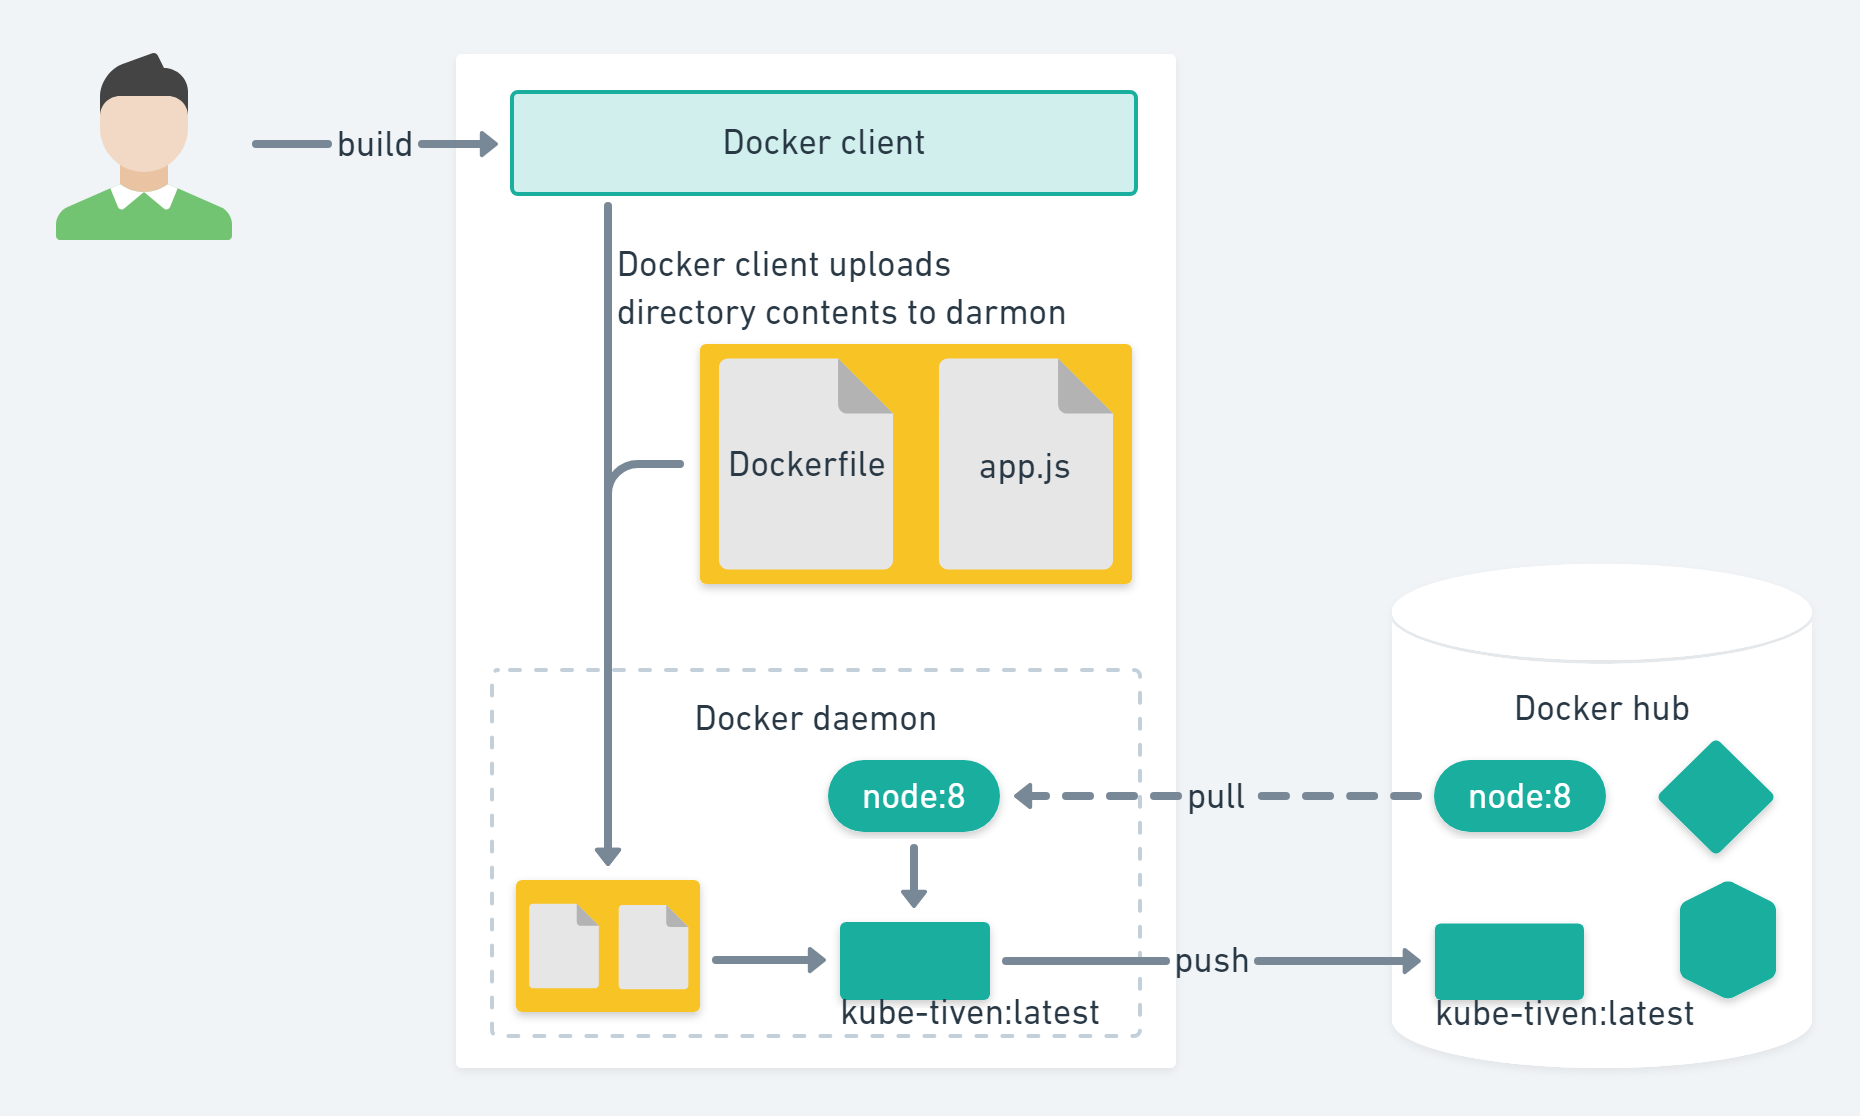 build
Docker client
Docker client uploads
directory contents to darmon
Dockerfile
app.js
Docker daemon
Docker hub
node:8
pull
node:8
push
kube-tiven:latest
kube-tiven:latest